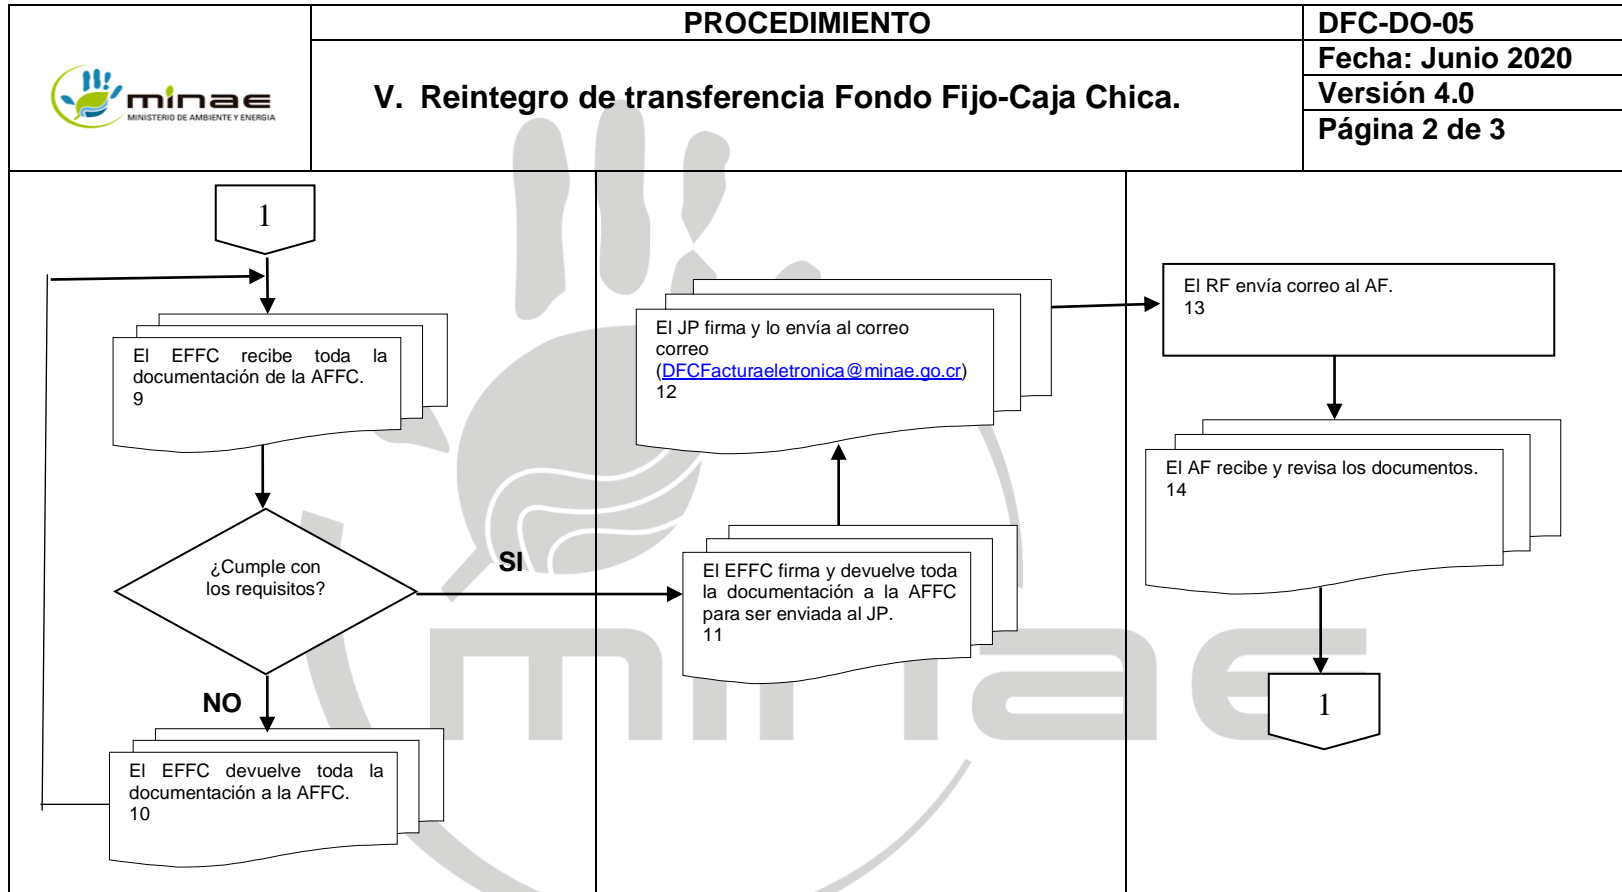 minae
MINISTERIO DE AMBIENTE Y ENERGIA
PROCEDIMIENTO
V. Reintegro de transferencia Fondo Fijo-Caja Chica.
DFC-DO-05
Fecha: Junio 2020
Versión 4.0
Página 2 de 3
1
El EFFC recibe toda la
documentación de la AFFC.
9
¿Cumple con
los requisitos?
SI
NO
El EFFC devuelve toda la
documentación a la AFFC.
10
El JP firma y lo envía al correo
correo
(DFCFacturaeletronica@minae.go.cr)
12
El EFFC firma y devuelve toda
la documentación a la AFFC
para ser enviada al JP.
11
El RF envía correo al AF.
13
El AF recibe y revisa los documentos.
14
1
minae